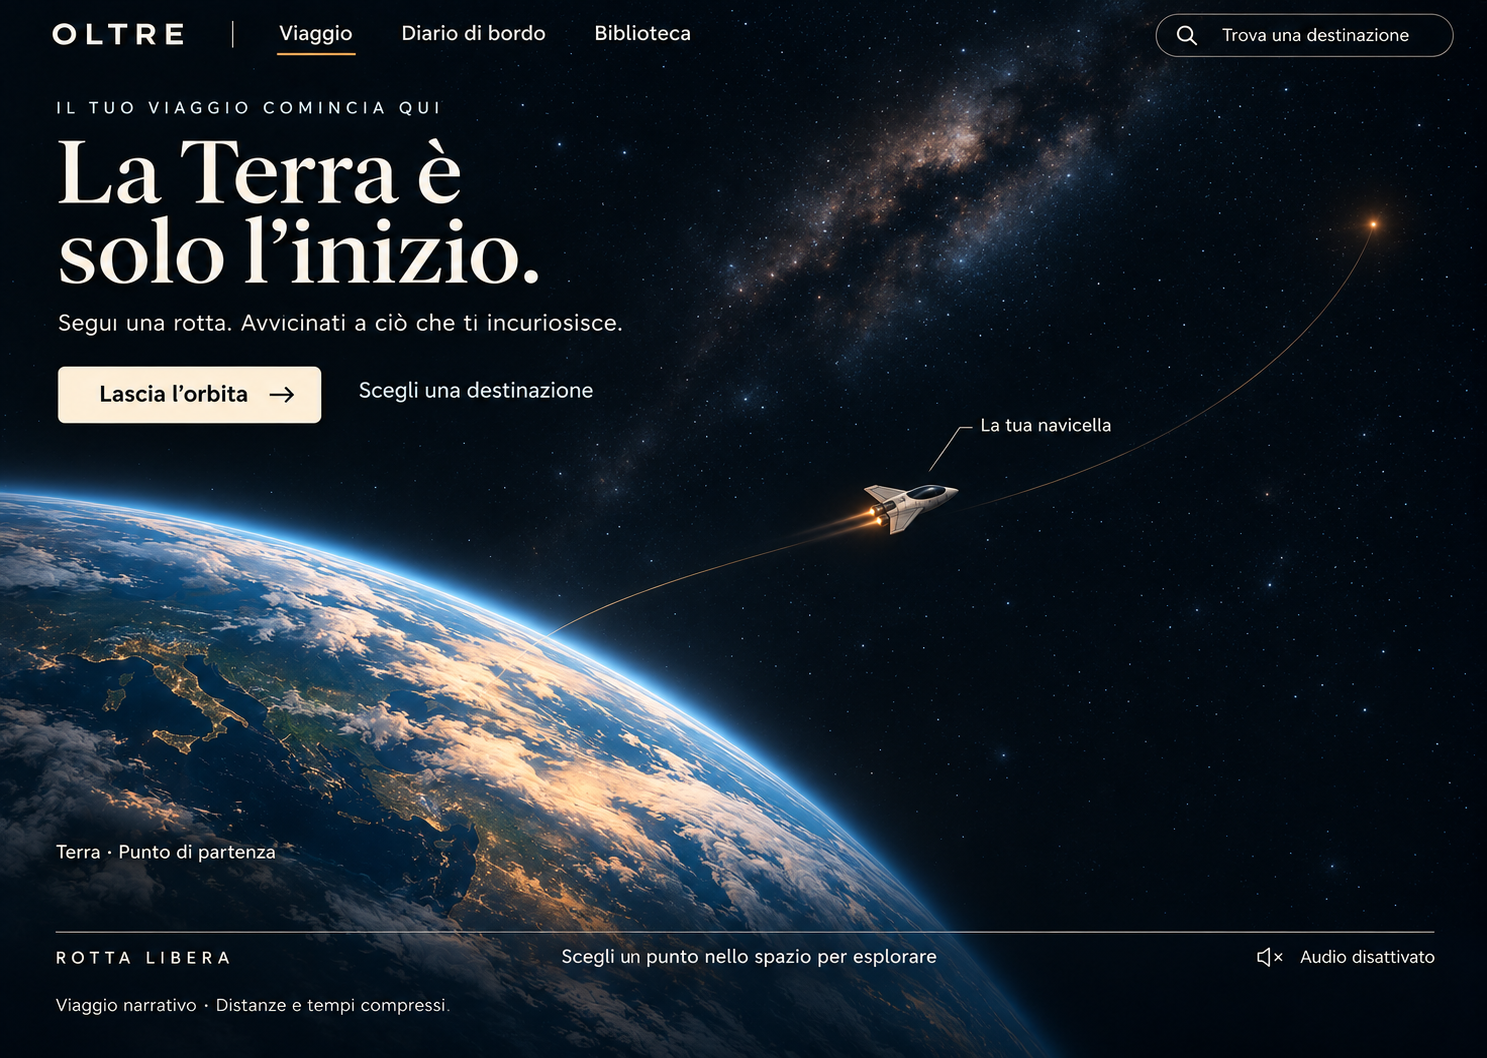 OLTRE
Viaggio
Diario di bordo
Biblioteca
Trova una destinazione
IL TUO VIAGGIO COMINCIA QUI
La Terra è
solo l’inizio.
Segui una rotta. Avvicinati a ciò che ti incuriosisce.
Lascia l’orbita →
Scegli una destinazione
La tua navicella
Terra · Punto di partenza
ROTTA LIBERA
Scegli un punto nello spazio per esplorare
Audio disattivato
Viaggio narrativo · Distanze e tempi compressi.